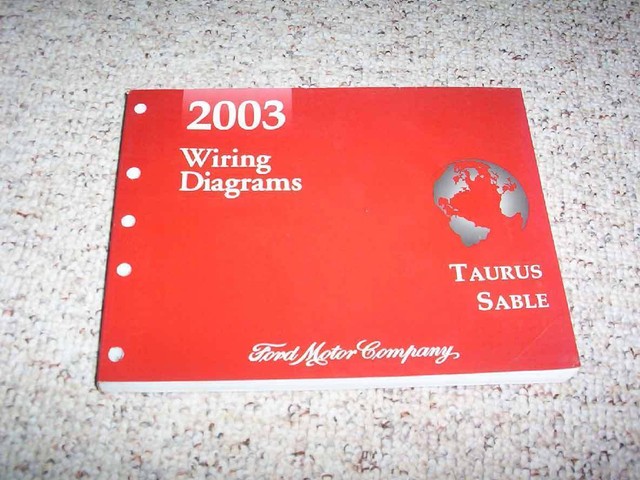 2003
Wiring
Diagrams
TAURUS
SABLE
Ford Motor Company